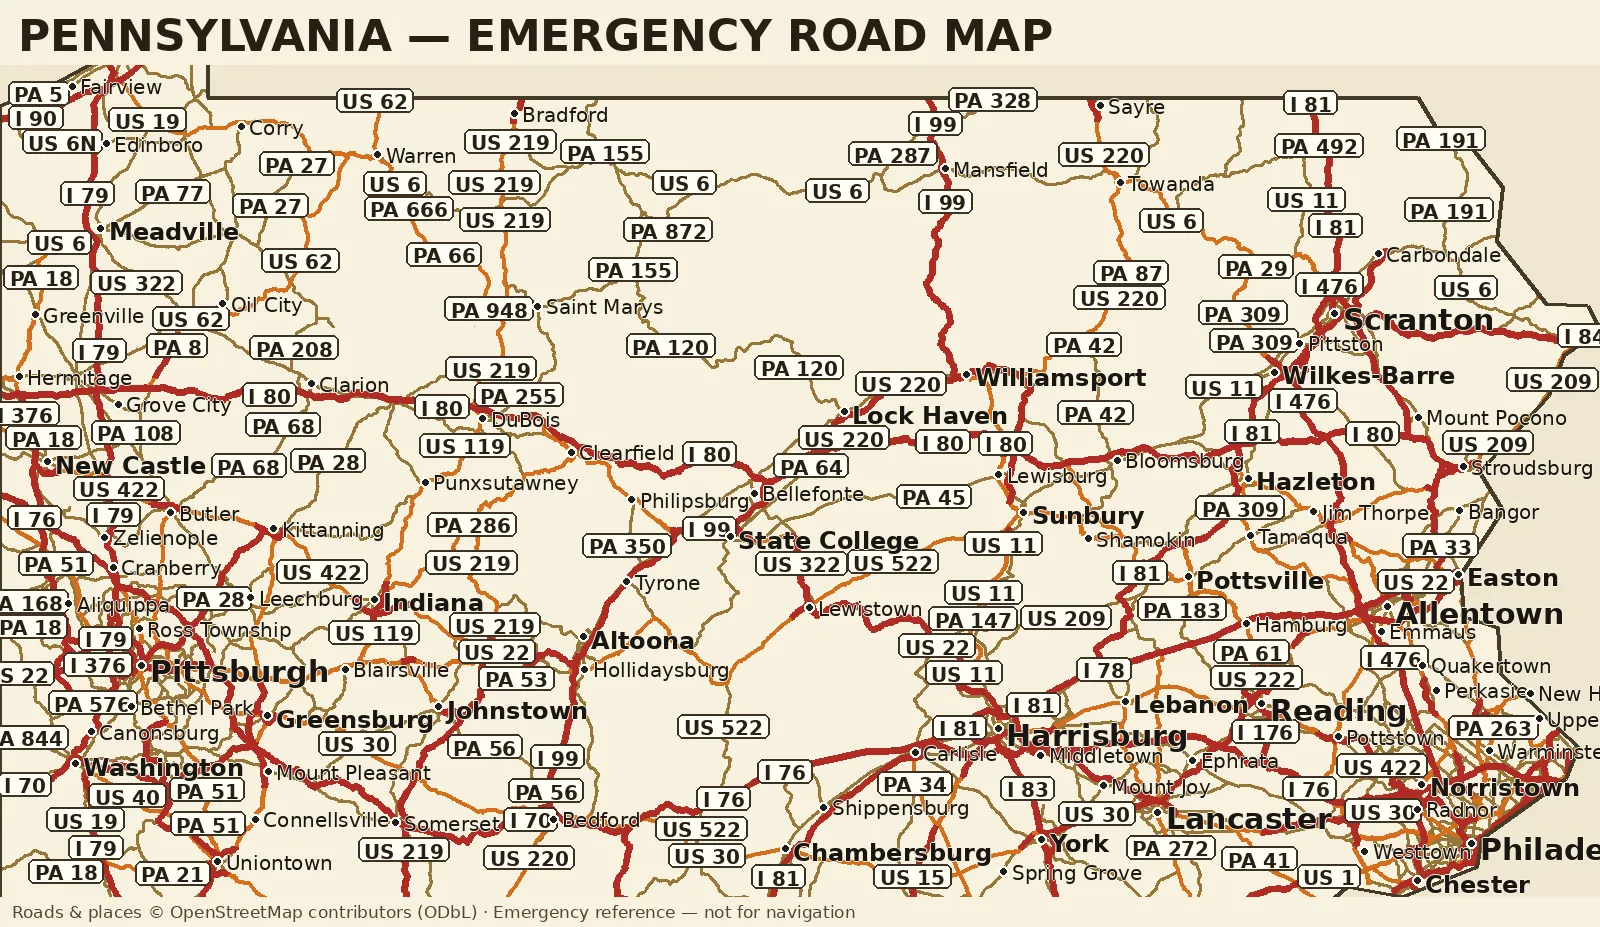 PENNSYLVANIA — EMERGENCY ROAD MAP
PA 5
Fairview
US 62
PA 328
I 81
I 90
US 19
Corry
Bradford
I 99
Sayre
US 6N
Edinboro
US 219
PA 155
PA 287
US 220
PA 492
PA 191
PA 27
Warren
Mansfield
I 79
PA 77
US 6
US 219
US 6
US 6
Towanda
PA 27
PA 666
US 219
I 99
US 6
US 11
PA 191
Meadville
PA 872
I 81
US 6
US 62
PA 66
PA 155
PA 87
PA 29
Carbondale
PA 18
US 322
US 220
I 476
US 6
Greenville
US 62
Oil City
PA 948
Saint Marys
PA 309
Scranton
I 79
PA 8
PA 208
PA 120
PA 42
PA 309
Pittston
I 84
Hermitage
I 80
Clarion
US 219
PA 120
US 220
Williamsport
US 11
Wilkes-Barre
US 209
I 376
Grove City
I 80
PA 255
DuBois
Lock Haven
PA 42
I 476
Mount Pocono
PA 18
PA 108
PA 68
US 119
US 220
I 80
I 80
I 81
I 80
US 209
New Castle
PA 68
PA 28
Clearfield
I 80
PA 64
Bloomsburg
Stroudsburg
US 422
Punxsutawney
Philipsburg
Bellefonte
PA 45
Lewisburg
Hazleton
I 76
I 79
Butler
Kittanning
PA 286
I 99
State College
Sunbury
PA 309
Jim Thorpe
Bangor
Zelienople
PA 350
US 11
Shamokin
Tamaqua
PA 33
PA 51
Cranberry
US 422
US 219
Tyrone
US 322
US 522
I 81
Pottsville
US 22
Easton
A 168
Aliquippa
PA 28
Leechburg
Indiana
Lewistown
US 11
PA 183
Allentown
PA 18
I 79
Ross Township
US 119
US 219
Altoona
PA 147
US 209
Hamburg
Emmaus
S 22
I 376
Pittsburgh
Blairsville
US 22
PA 53
Hollidaysburg
US 22
US 11
I 78
PA 61
US 222
I 476
Quakertown
PA 576
Bethel Park
Greensburg
Johnstown
I 81
Lebanon
Reading
Perkasie
New H
A 844
Canonsburg
US 30
PA 56
US 522
I 81
Harrisburg
I 176
Pottstown
PA 263
Uppe
Washington
Mount Pleasant
I 99
I 76
Carlisle
Middletown
Ephrata
US 422
Warminste
I 70
US 40
PA 51
PA 56
I 76
PA 34
I 83
Mount Joy
I 76
Norristown
US 19
PA 51
Connellsville
Somerset
I 70
Bedford
US 522
Shippensburg
US 30
Lancaster
US 30
Radnor
I 79
US 219
US 220
US 30
Chambersburg
York
PA 272
PA 41
Westtown
Philade
PA 18
PA 21
Uniontown
I 81
US 15
Spring Grove
US 1
Chester
Roads & places © OpenStreetMap contributors (ODbL) · Emergency reference — not for navigation